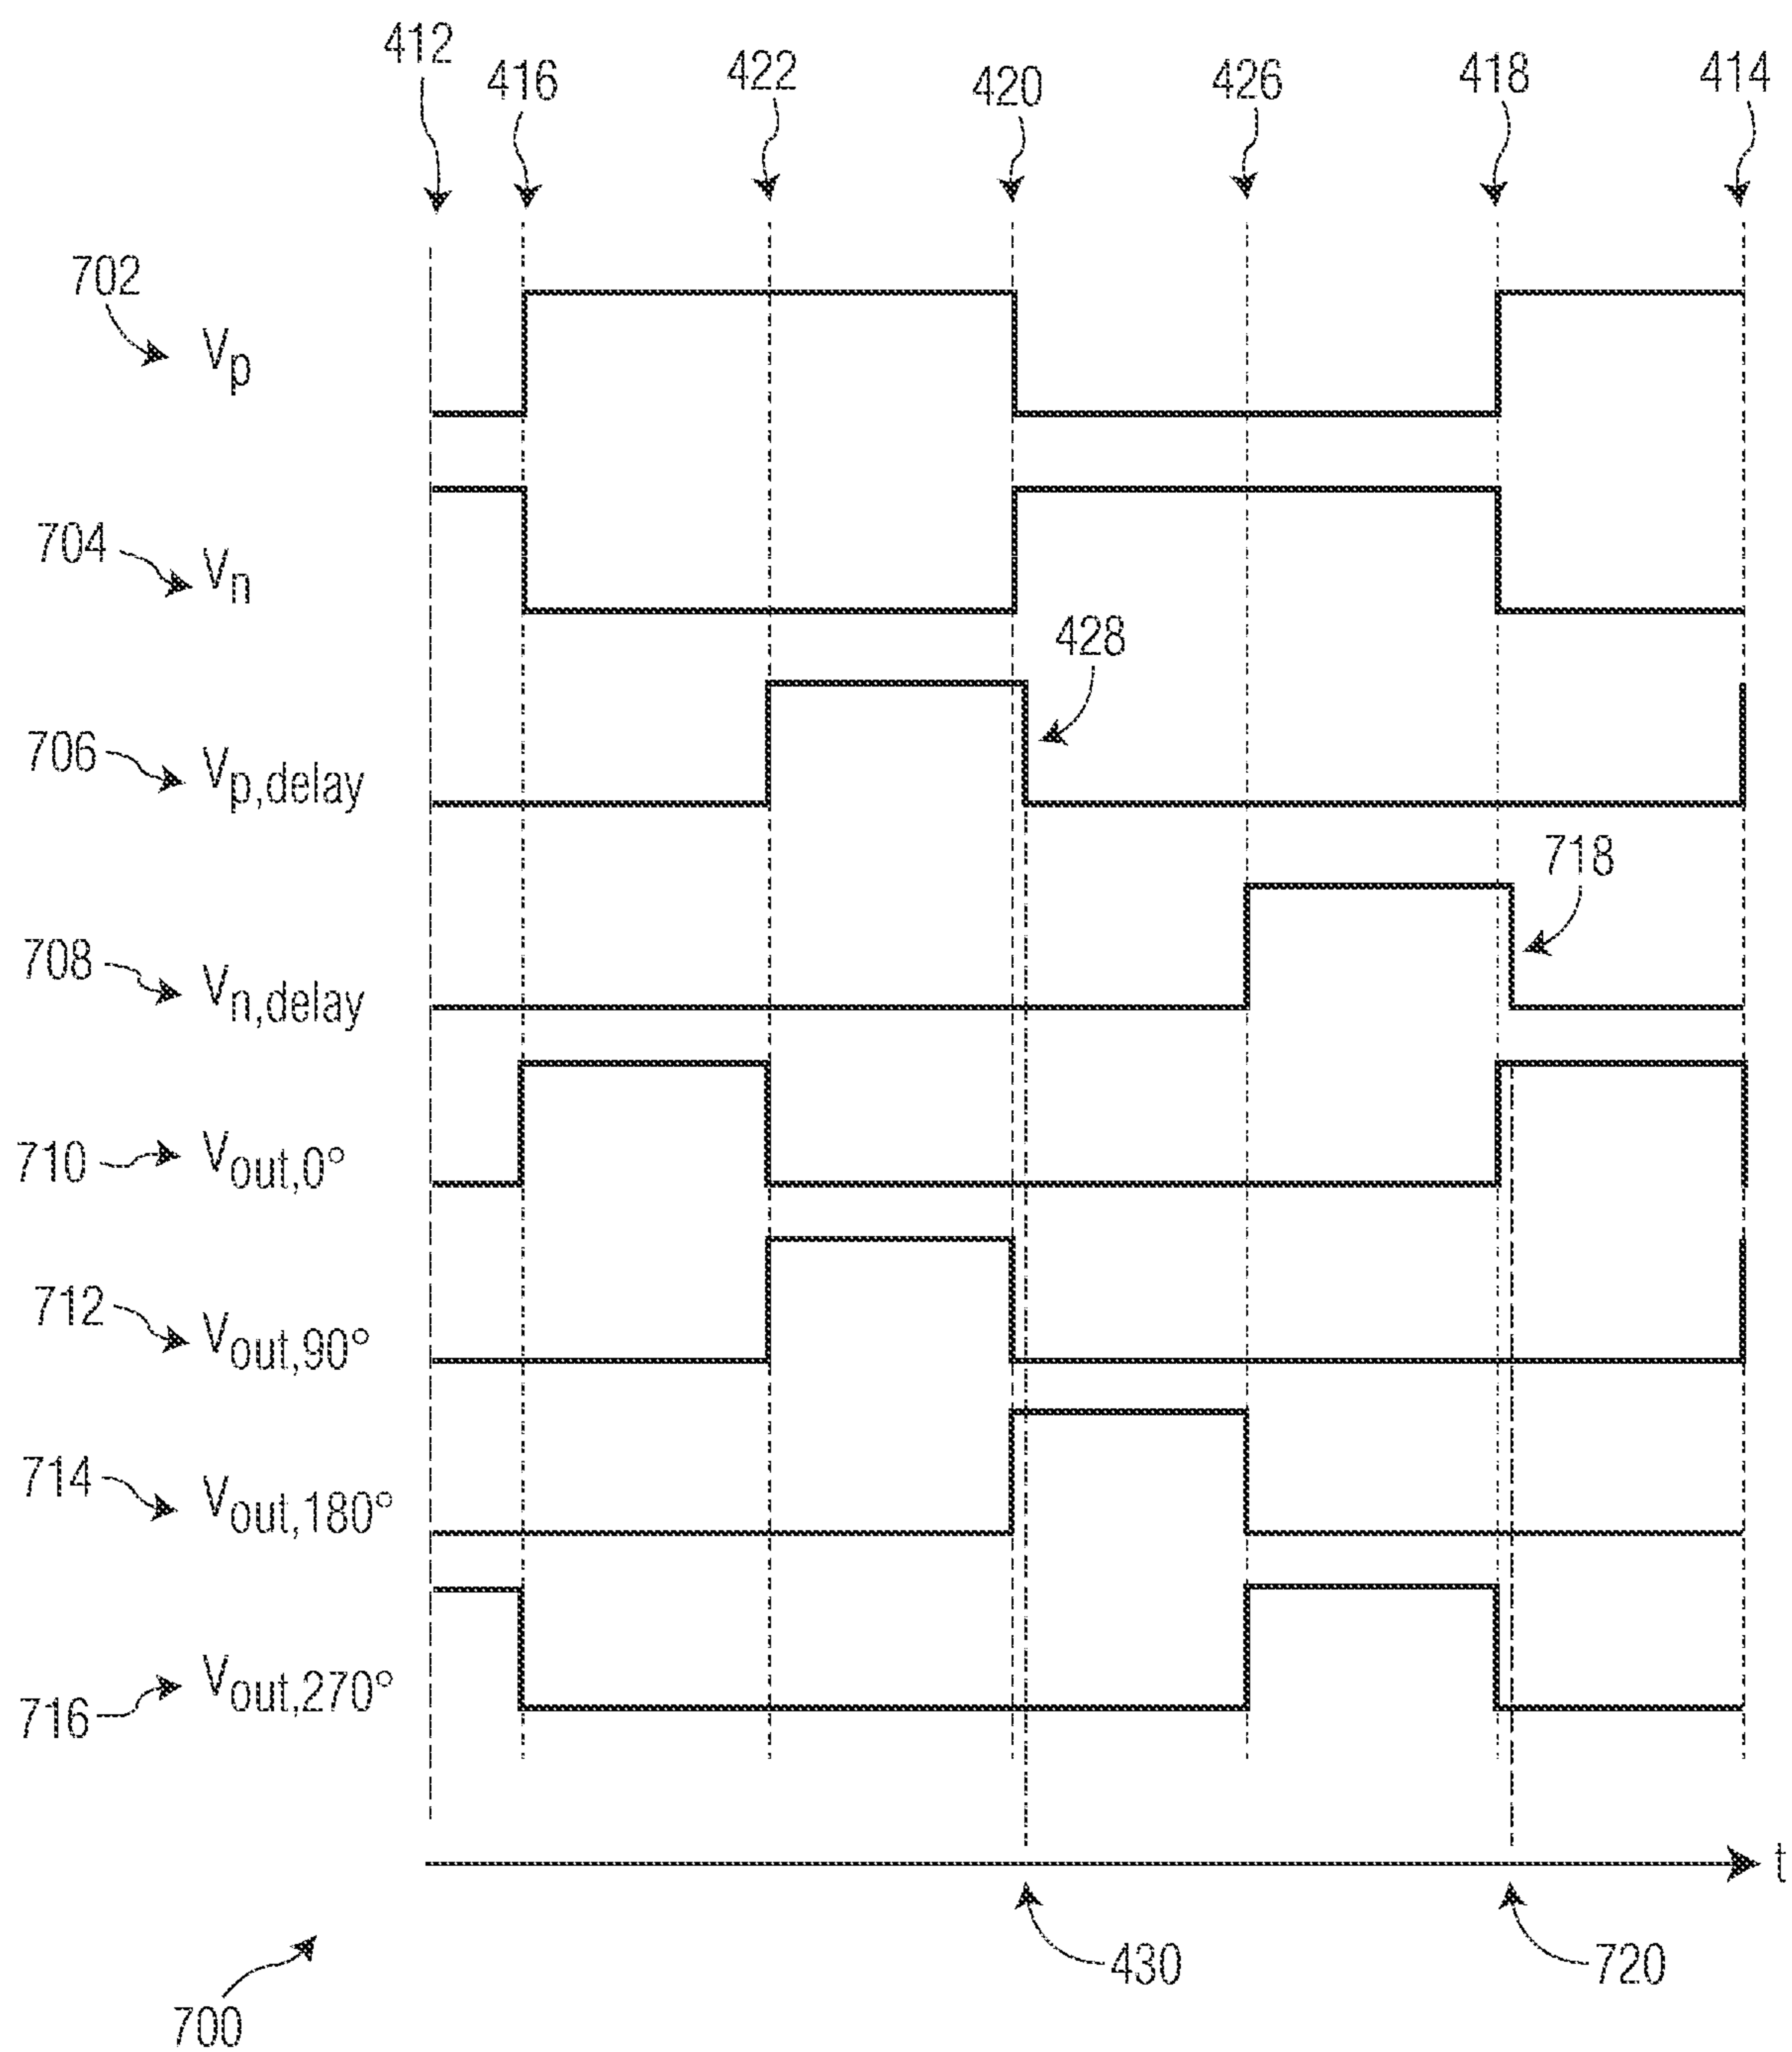 412 416 422 420 426 418 414
702 Vp
704 Vn
428
706 Vp,delay
718
708 Vn,delay
710 Vout,0°
712 Vout,90°
714 Vout,180°
716 Vout,270°
t
430 720
700